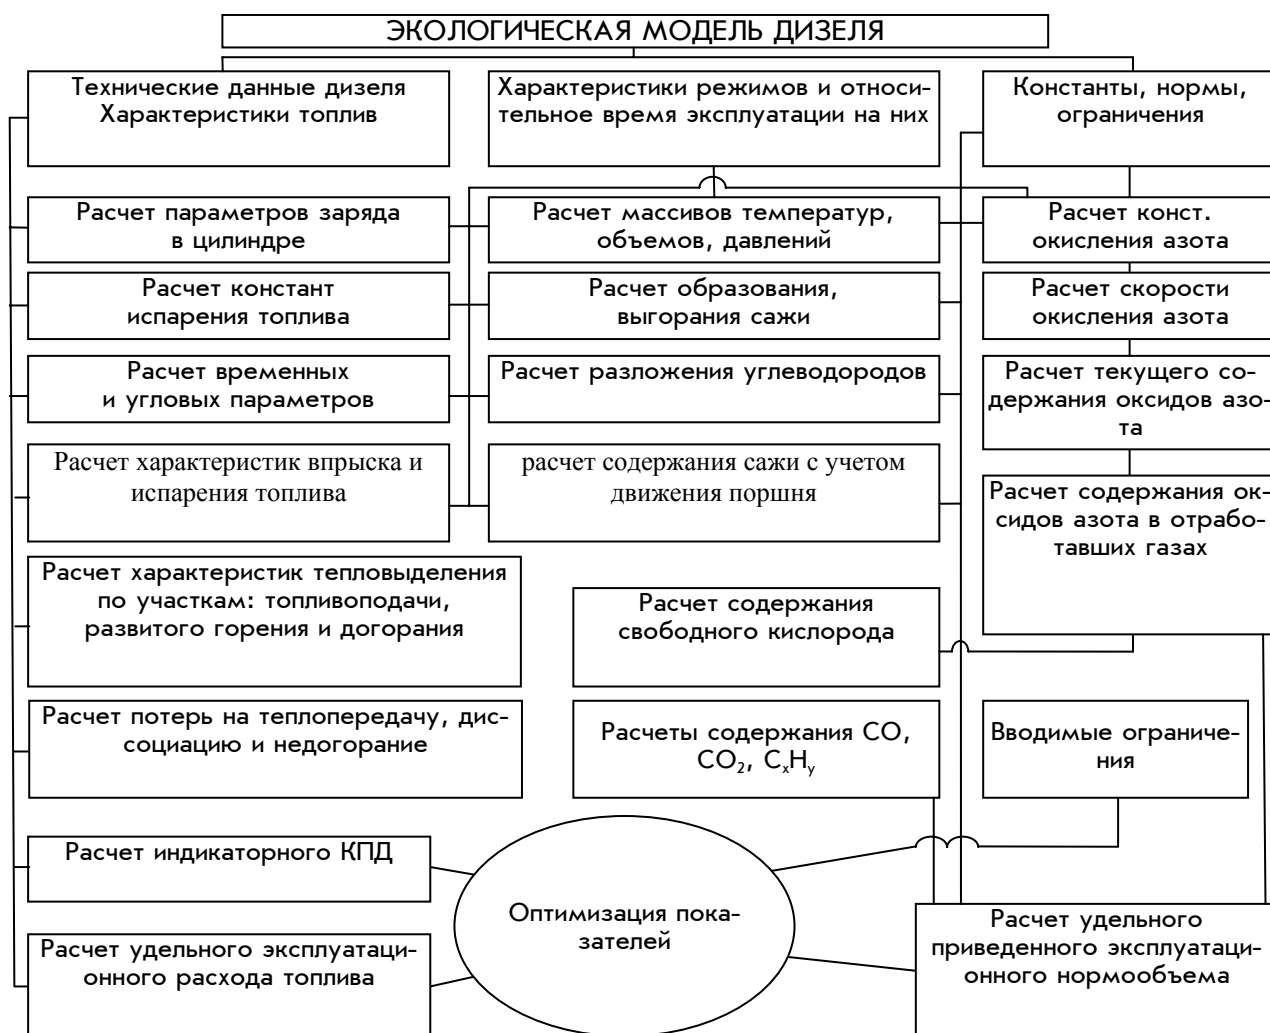 ЭКОЛОГИЧЕСКАЯ МОДЕЛЬ ДИЗЕЛЯ
Технические данные дизеля
Характеристики топлив
Характеристики режимов и относи-
тельное время эксплуатации на них
Константы, нормы,
ограничения
Расчет параметров заряда
в цилиндре
Расчет массивов температур,
объемов, давлений
Расчет конст.
окисления азота
Расчет констант
испарения топлива
Расчет образования,
выгорания сажи
Расчет скорости
окисления азота
Расчет временных
и угловых параметров
Расчет разложения углеводородов
Расчет текущего со-
держания оксидов азо-
та
Расчет характеристик впрыска и
испарения топлива
расчет содержания сажи с учетом
движения поршня
Расчет содержания ок-
сидов азота в отрабо-
тавших газах
Расчет характеристик тепловыделения
по участкам: топливоподачи,
развитого горения и догорания
Расчет содержания
свободного кислорода
Расчет потерь на теплопередачу, дис-
социацию и недогорание
Расчеты содержания CO,
CO₂, CₓHᵧ
Вводимые ограниче-
ния
Расчет индикаторного КПД
Оптимизация пока-
зателей
Расчет удельного эксплуатаци-
онного расхода топлива
Расчет удельного
приведенного эксплуатаци-
онного нормообъема